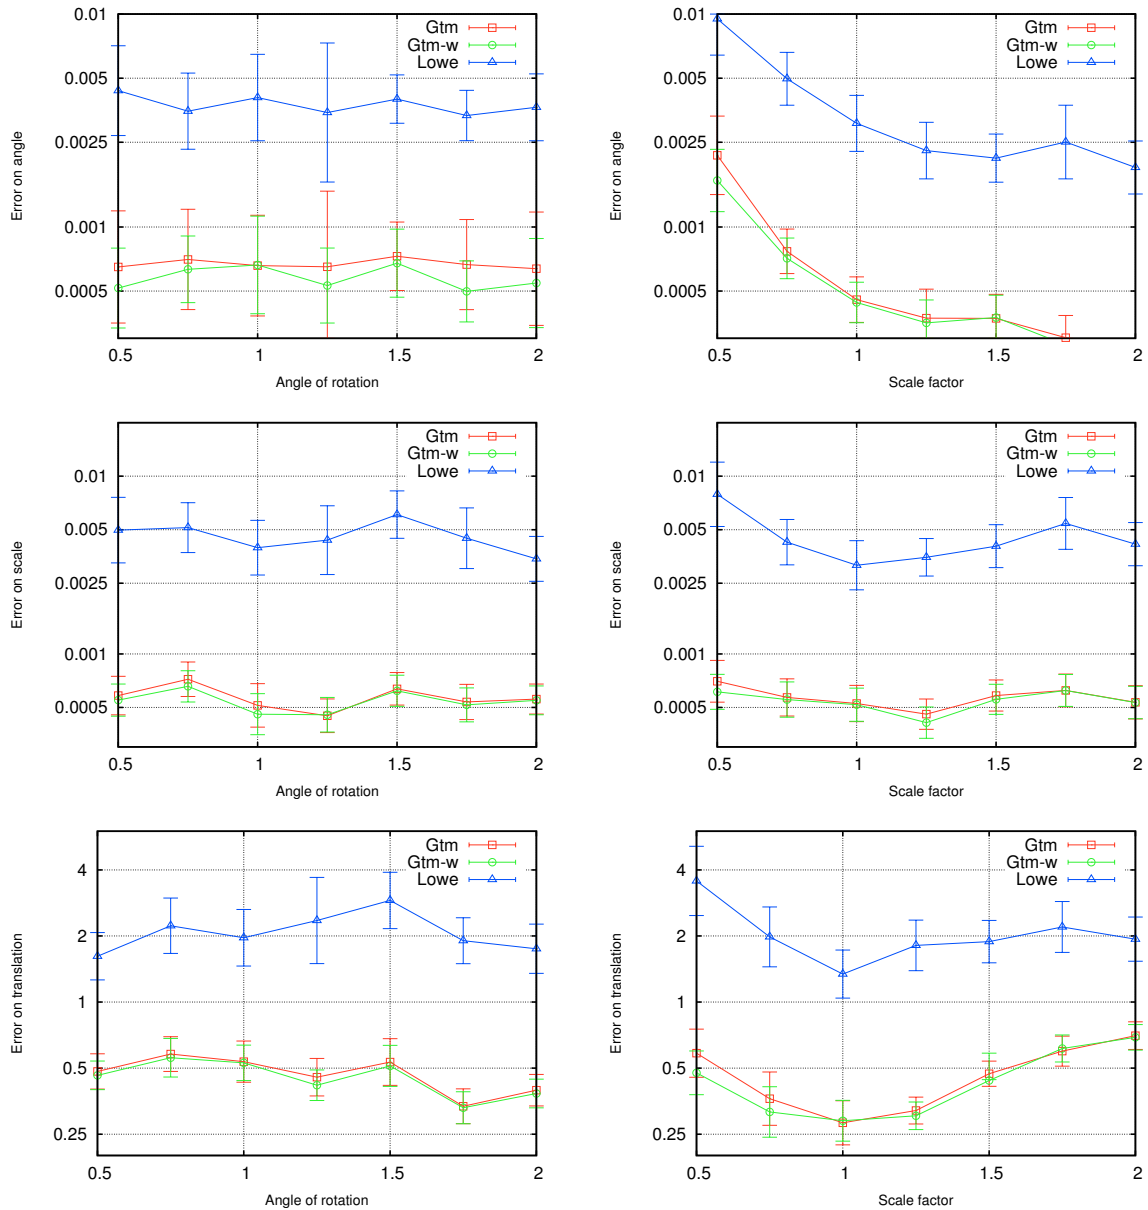 0.01
0.005
0.0025
0.001
0.0005
Error on angle
0.5
1
1.5
2
Angle of rotation
Gtm
Gtm-w
Lowe
0.01
0.005
0.0025
0.001
0.0005
Error on angle
0.5
1
1.5
2
Scale factor
Gtm
Gtm-w
Lowe
0.01
0.005
0.0025
0.001
0.0005
Error on scale
0.5
1
1.5
2
Angle of rotation
Gtm
Gtm-w
Lowe
0.01
0.005
0.0025
0.001
0.0005
Error on scale
0.5
1
1.5
2
Scale factor
Gtm
Gtm-w
Lowe
4
2
1
0.5
0.25
Error on translation
0.5
1
1.5
2
Angle of rotation
Gtm
Gtm-w
Lowe
4
2
1
0.5
0.25
Error on translation
0.5
1
1.5
2
Scale factor
Gtm
Gtm-w
Lowe